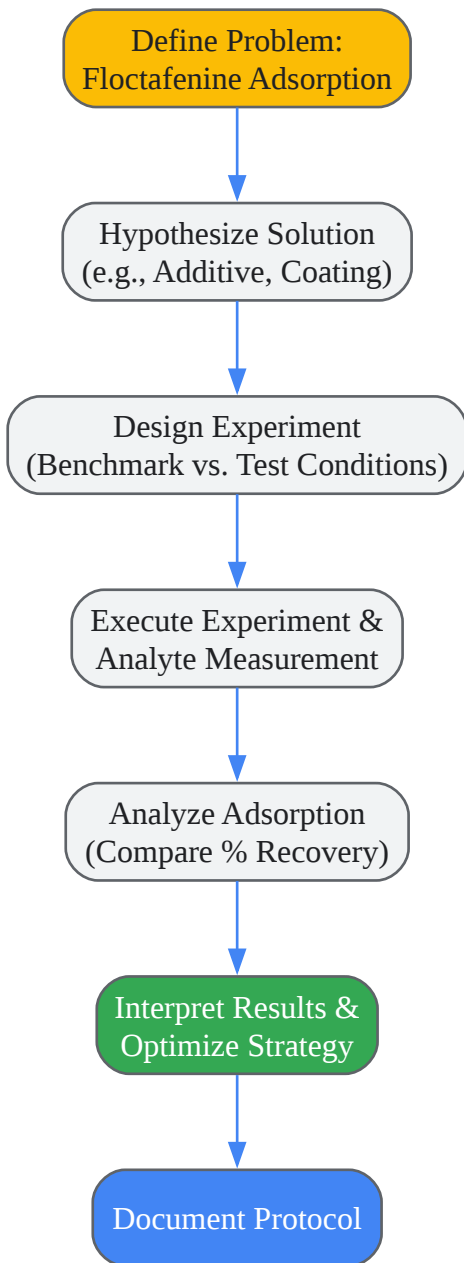 Define Problem:
Floctafenine Adsorption
Hypothesize Solution
(e.g., Additive, Coating)
Design Experiment
(Benchmark vs. Test Conditions)
Execute Experiment &
Analyte Measurement
Analyze Adsorption
(Compare % Recovery)
Interpret Results &
Optimize Strategy
Document Protocol